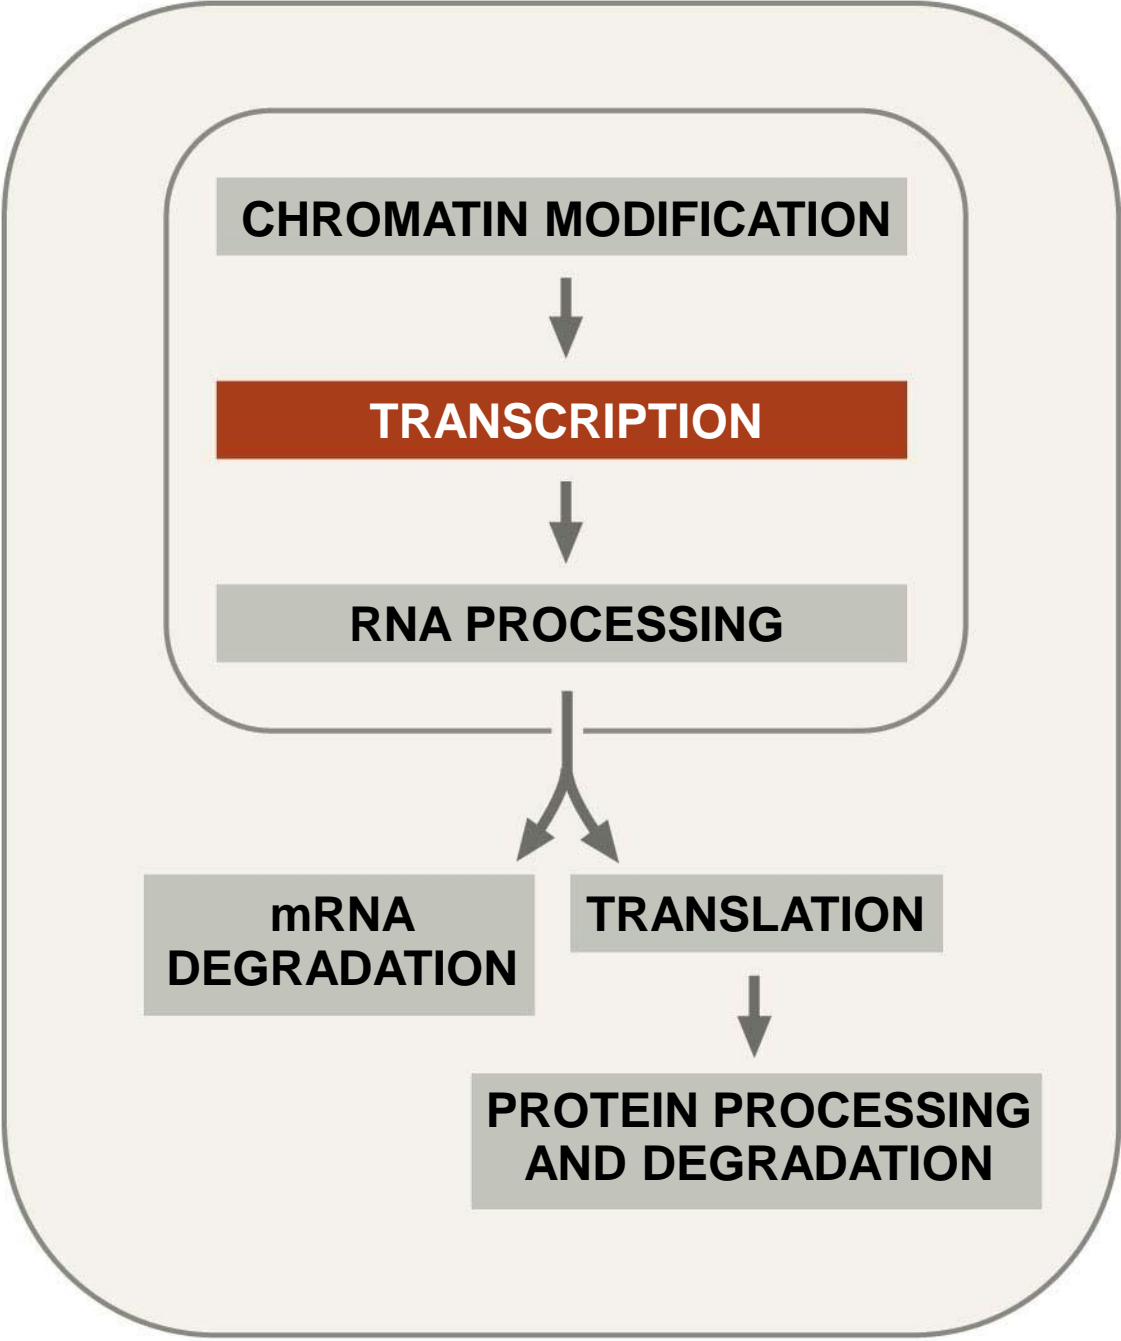 CHROMATIN MODIFICATION
TRANSCRIPTION
RNA PROCESSING
mRNA
DEGRADATION
TRANSLATION
PROTEIN PROCESSING
AND DEGRADATION